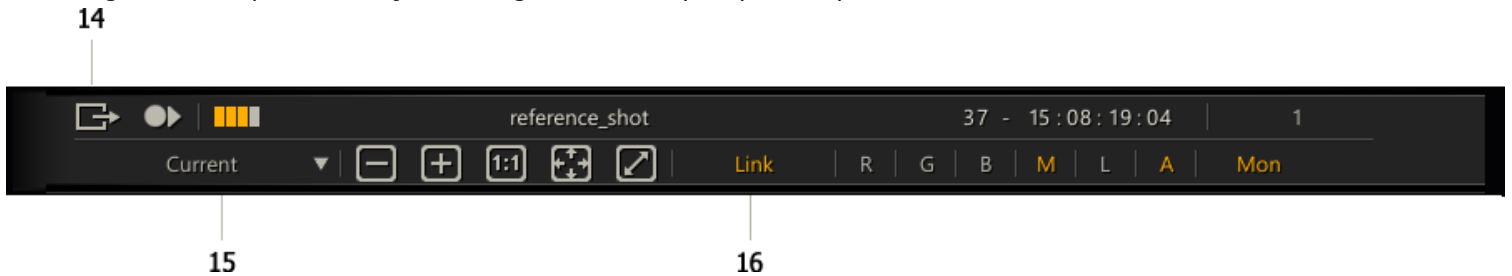 14
reference_shot 37 - 15:08:19:04 1
Current 1:1 Link R G B M L A Mon
15 16